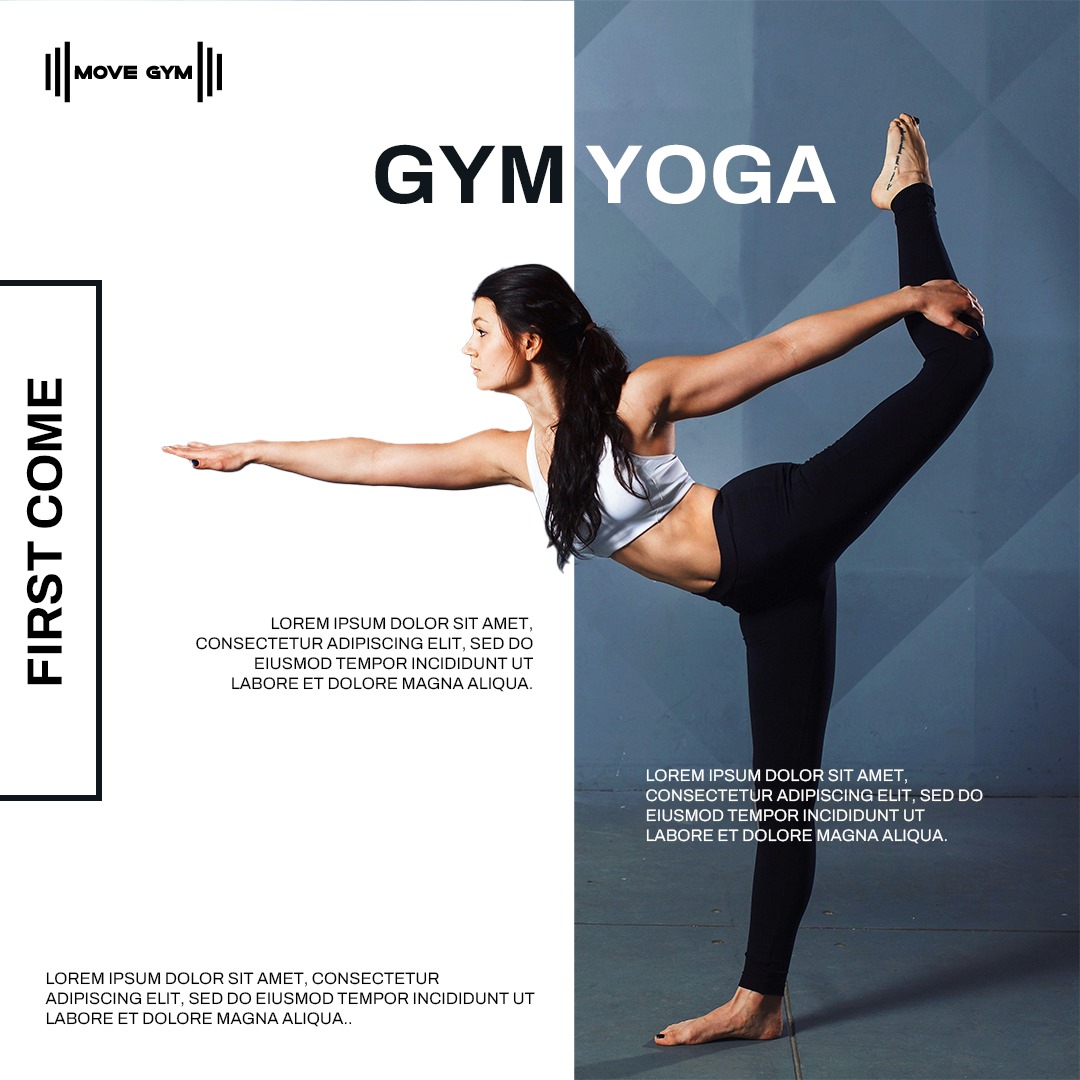 MOVE GYM
GYM YOGA
FIRST COME
LOREM IPSUM DOLOR SIT AMET,
CONSECTETUR ADIPISCING ELIT, SED DO
EIUSMOD TEMPOR INCIDIDUNT UT
LABORE ET DOLORE MAGNA ALIQUA.
LOREM IPSUM DOLOR SIT AMET,
CONSECTETUR ADIPISCING ELIT, SED DO
EIUSMOD TEMPOR INCIDIDUNT UT
LABORE ET DOLORE MAGNA ALIQUA.
LOREM IPSUM DOLOR SIT AMET, CONSECTETUR
ADIPISCING ELIT, SED DO EIUSMOD TEMPOR INCIDIDUNT UT
LABORE ET DOLORE MAGNA ALIQUA..